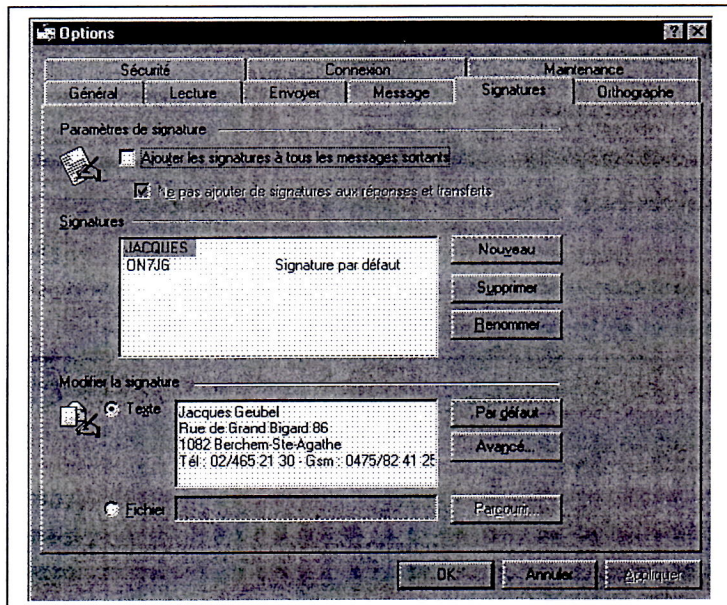 Options
Sécurité Connexion Maintenance
Général Lecture Envoyer Message Signatures Orthographe
Paramètres de signature
Ajouter les signatures à tous les messages sortants
Ne pas ajouter de signatures aux réponses et transferts
Signatures
JACQUES
ON7JG Signature par défaut
Nouveau
Supprimer
Renommer
Modifier la signature
Texte
Jacques Geubel
Rue de Grand Bigard 86
1082 Berchem-Ste-Agathe
Tél : 02/465 21 30 - Gsm : 0475/82 41 25
Par défaut
Avancé...
Fichier
Parcourir...
OK Annuler Appliquer